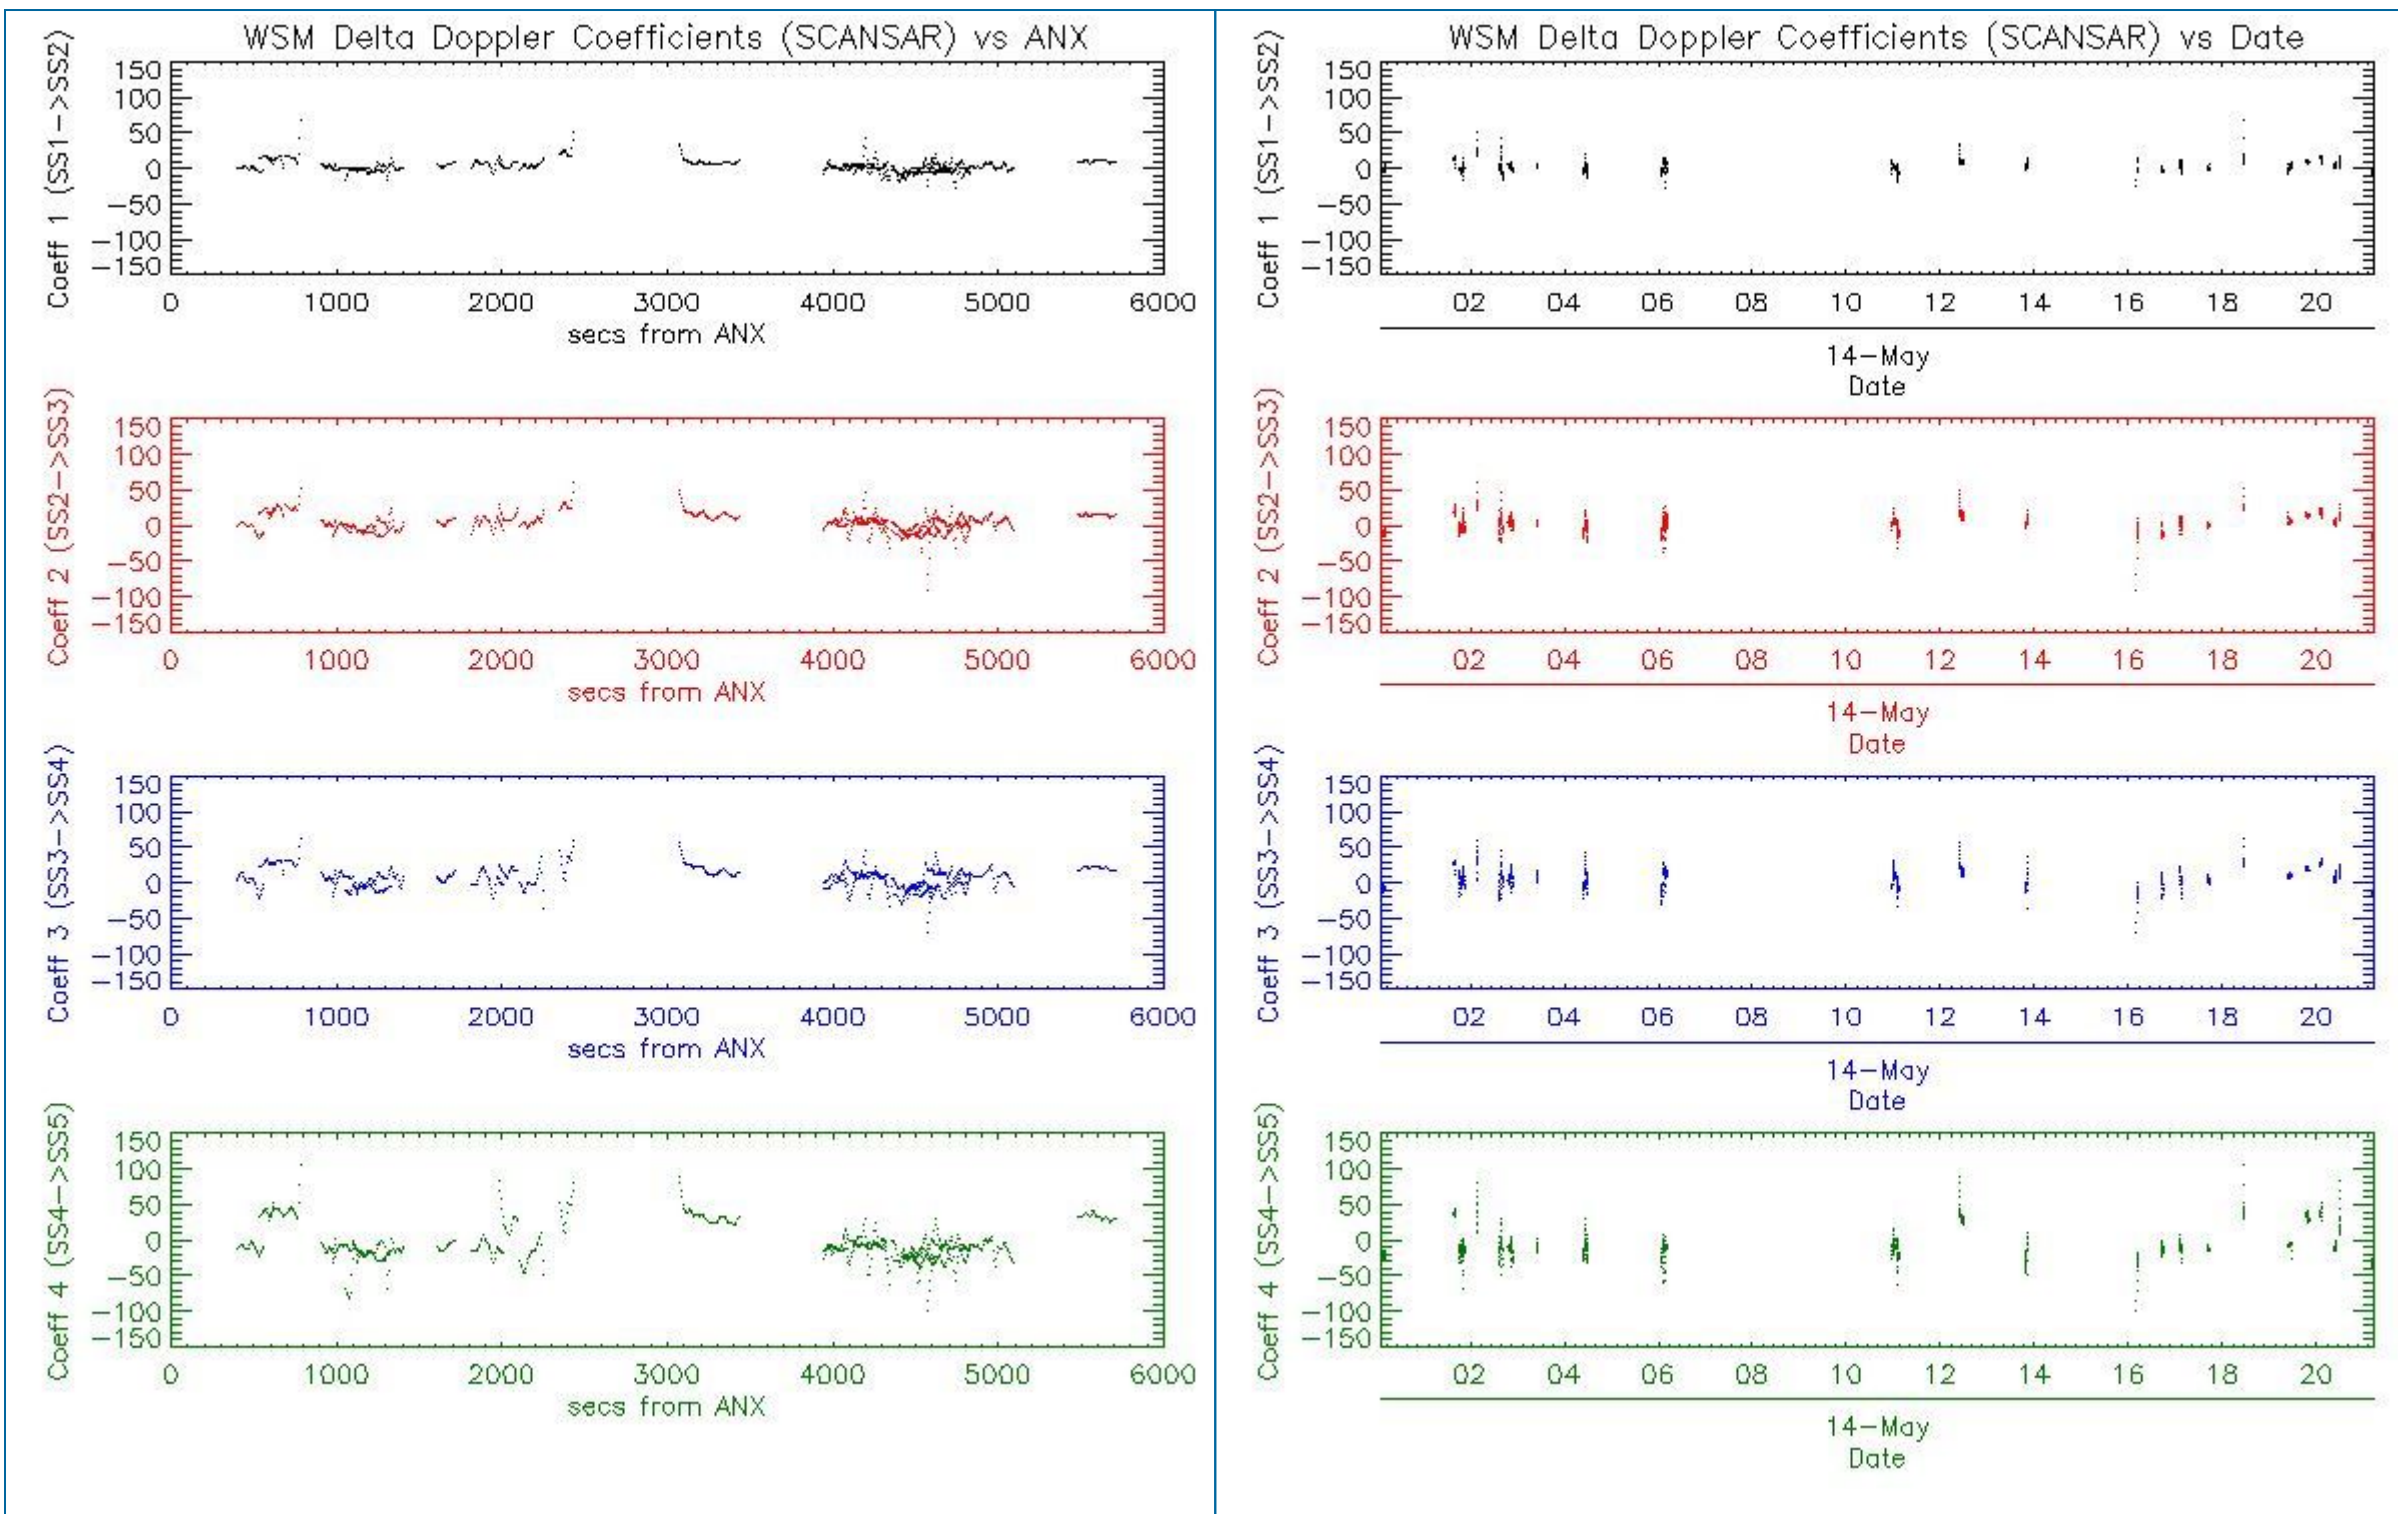 WSM Delta Doppler Coefficients (SCANSAR) vs ANX
Coeff 1 (SS1->SS2)
150
100
50
0
-50
-100
-150
0 1000 2000 3000 4000 5000 6000
secs from ANX
Coeff 2 (SS2->SS3)
150
100
50
0
-50
-100
-150
0 1000 2000 3000 4000 5000 6000
secs from ANX
Coeff 3 (SS3->SS4)
150
100
50
0
-50
-100
-150
0 1000 2000 3000 4000 5000 6000
secs from ANX
Coeff 4 (SS4->SS5)
150
100
50
0
-50
-100
-150
0 1000 2000 3000 4000 5000 6000
secs from ANX
WSM Delta Doppler Coefficients (SCANSAR) vs Date
Coeff 1 (SS1->SS2)
150
100
50
0
-50
-100
-150
02 04 06 08 10 12 14 16 18 20
14-May
Date
Coeff 2 (SS2->SS3)
150
100
50
0
-50
-100
-150
02 04 06 08 10 12 14 16 18 20
14-May
Date
Coeff 3 (SS3->SS4)
150
100
50
0
-50
-100
-150
02 04 06 08 10 12 14 16 18 20
14-May
Date
Coeff 4 (SS4->SS5)
150
100
50
0
-50
-100
-150
02 04 06 08 10 12 14 16 18 20
14-May
Date